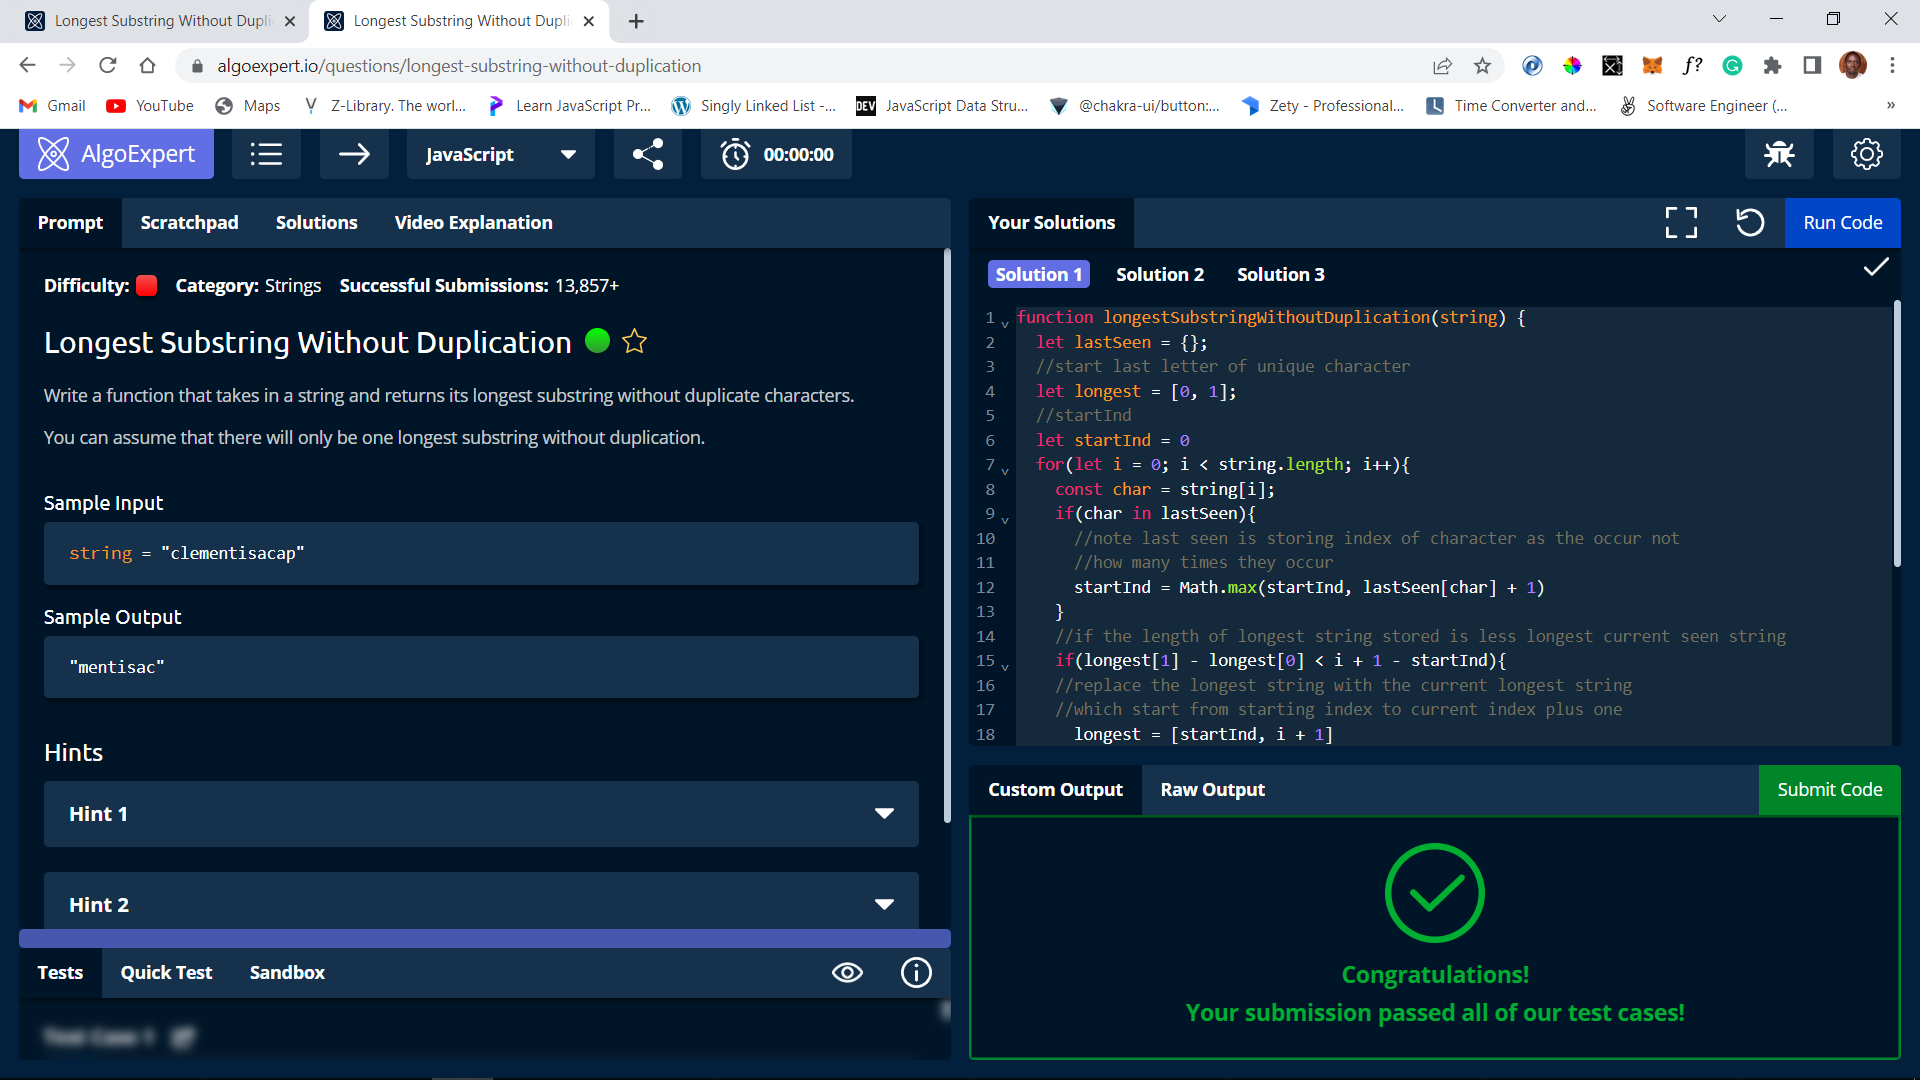 Longest Substring Without Dupli
Longest Substring Without Dupli
algoexpert.io/questions/longest-substring-without-duplication
Gmail
YouTube
Maps
Z-Library. The worl...
Learn JavaScript Pr...
Singly Linked List -...
DEV
JavaScript Data Stru...
@chakra-ui/button:...
Zety - Professional...
Time Converter and...
Software Engineer (...
»
AlgoExpert
JavaScript
00:00:00
Prompt
Scratchpad
Solutions
Video Explanation
Difficulty:
Category: Strings
Successful Submissions: 13,857+
Longest Substring Without Duplication
Write a function that takes in a string and returns its longest substring without duplicate characters.
You can assume that there will only be one longest substring without duplication.
Sample Input
string = "clementisacap"
Sample Output
"mentisac"
Hints
Hint 1
Hint 2
Tests
Quick Test
Sandbox
Test Case 1
Your Solutions
Run Code
Solution 1
Solution 2
Solution 3
1 function longestSubstringWithoutDuplication(string) {
2 let lastSeen = {};
3 //start last letter of unique character
4 let longest = [0, 1];
5 //startInd
6 let startInd = 0
7 for(let i = 0; i < string.length; i++){
8 const char = string[i];
9 if(char in lastSeen){
10 //note last seen is storing index of character as the occur not
11 //how many times they occur
12 startInd = Math.max(startInd, lastSeen[char] + 1)
13 }
14 //if the length of longest string stored is less longest current seen string
15 if(longest[1] - longest[0] < i + 1 - startInd){
16 //replace the longest string with the current longest string
17 //which start from starting index to current index plus one
18 longest = [startInd, i + 1]
Custom Output
Raw Output
Submit Code
Congratulations!
Your submission passed all of our test cases!